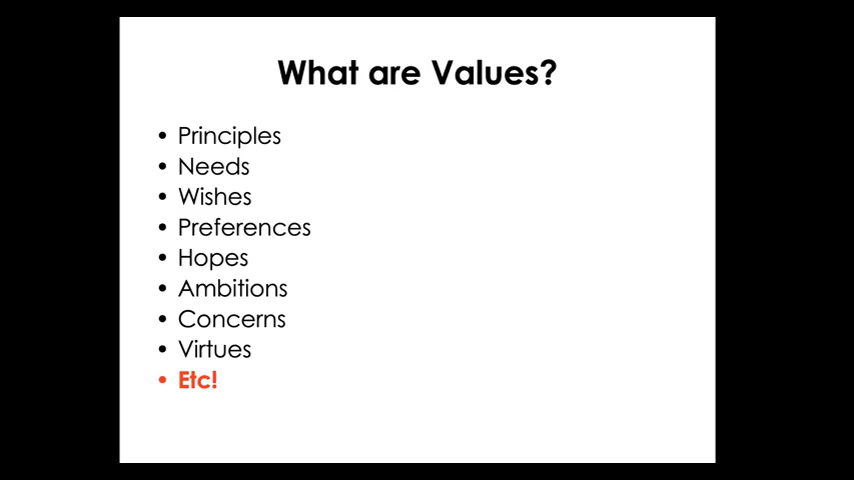 What are Values?
• Principles
• Needs
• Wishes
• Preferences
• Hopes
• Ambitions
• Concerns
• Virtues
• Etc!